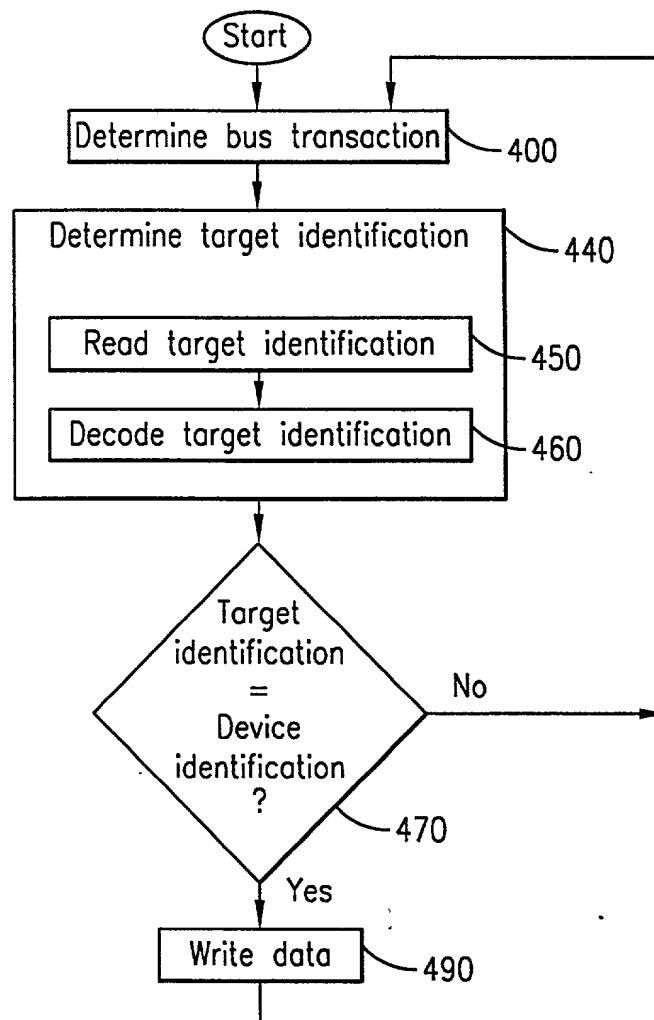 Start
Determine bus transaction
400
Determine target identification
440
Read target identification
450
Decode target identification
460
Target
identification
=
Device
identification
?
No
470
Yes
Write data
490